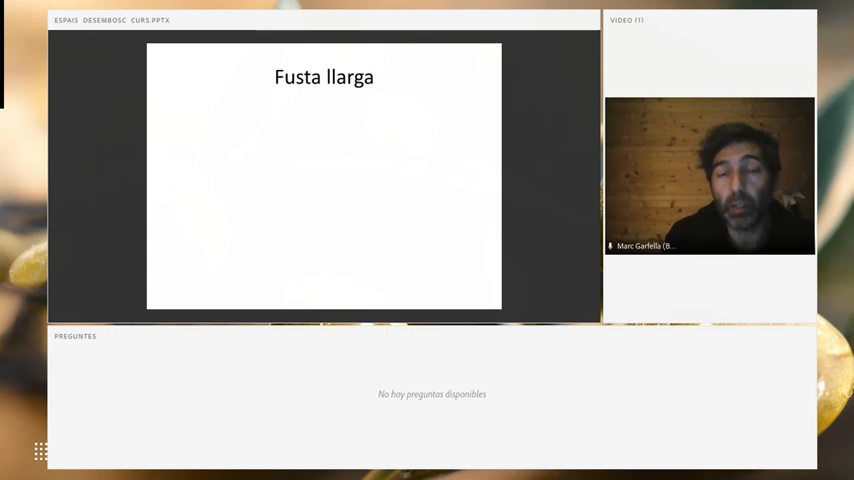 ESPAIS DESEMBOSC CURS.PPTX
VIDEO (1)
Fusta llarga
Marc Garfella (B...
PREGUNTES
No hay preguntas disponibles